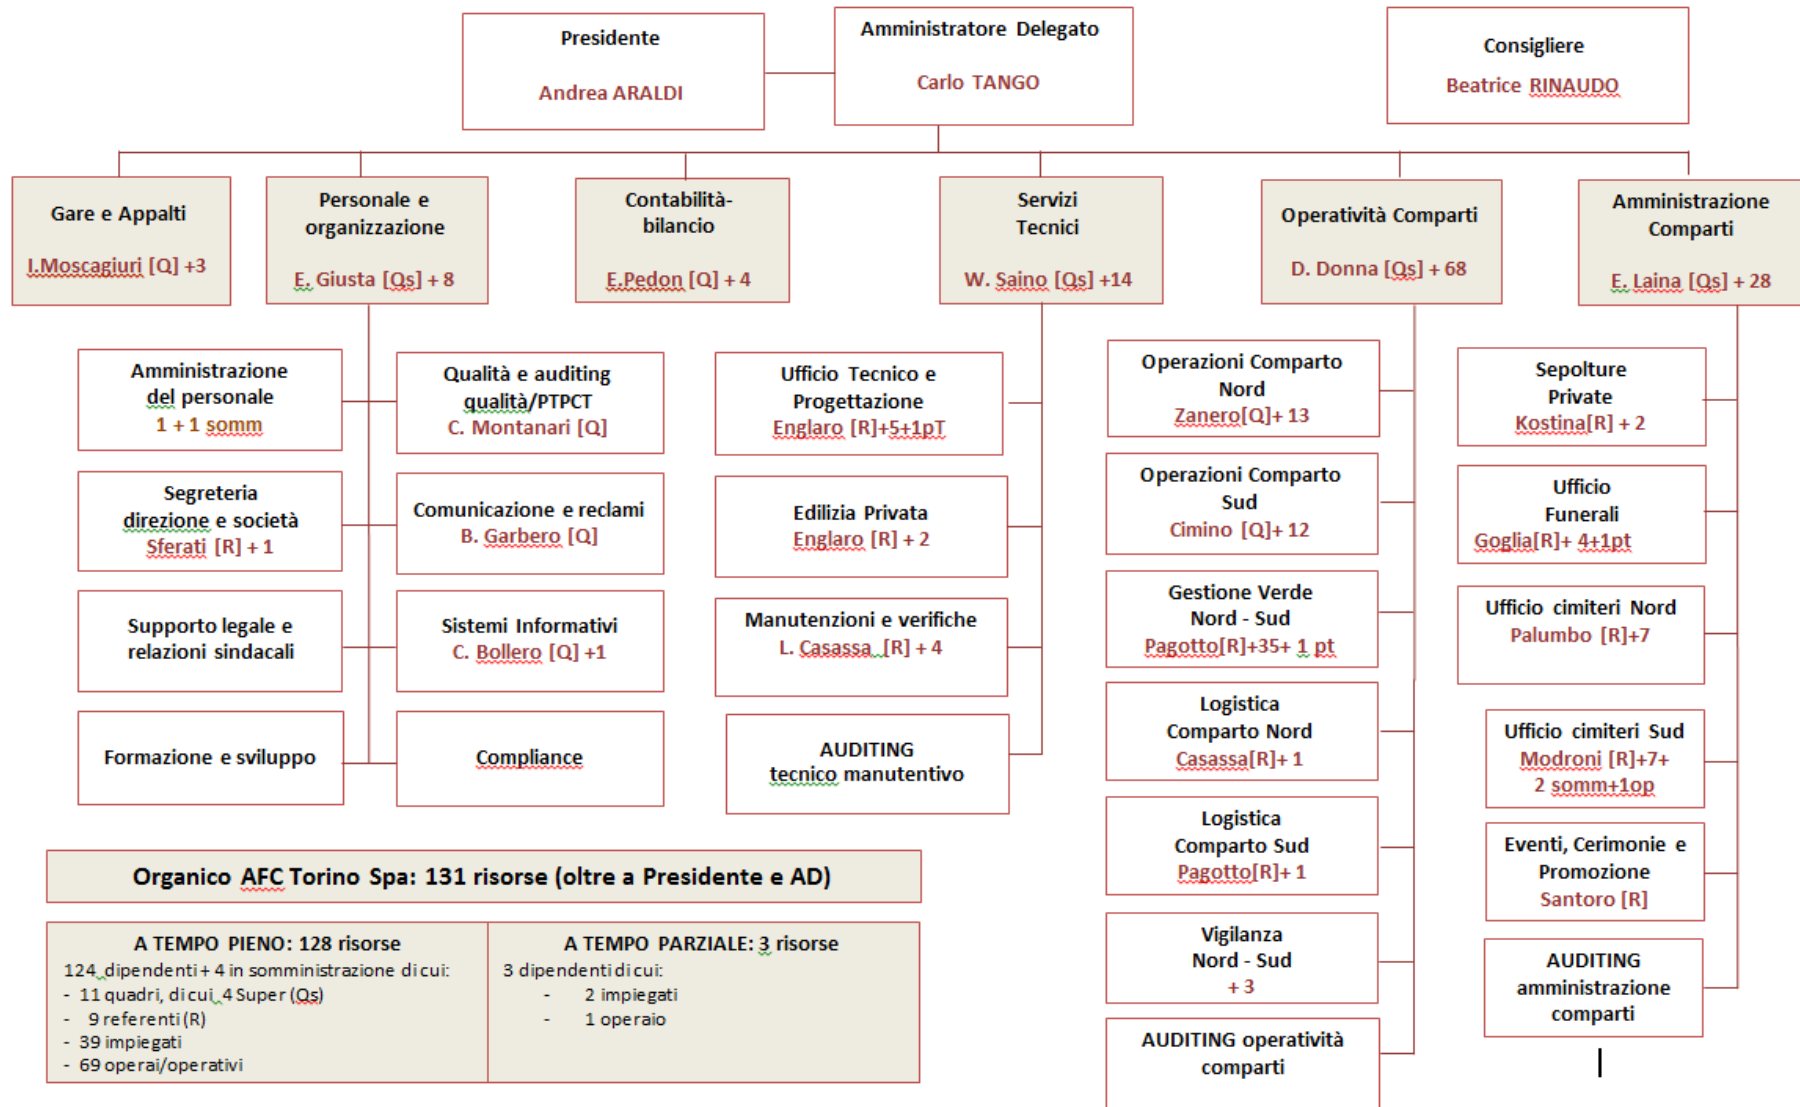 Presidente
Andrea ARALDI
Amministratore Delegato
Carlo TANGO
Consigliere
Beatrice RINAUDO
Gare e Appalti
I.Moscagiuri [Q] +3
Personale e
organizzazione
E. Giusta [Qs] + 8
Contabilità-
bilancio
E.Pedon [Q] + 4
Servizi
Tecnici
W. Saino [Qs] +14
Operatività Comparti
D. Donna [Qs] + 68
Amministrazione
Comparti
E. Laina [Qs] + 28
Amministrazione
del personale
1 + 1 somm
Qualità e auditing
qualità/PTPCT
C. Montanari [Q]
Segreteria
direzione e società
Sferati [R] + 1
Comunicazione e reclami
B. Garbero [Q]
Supporto legale e
relazioni sindacali
Sistemi Informativi
C. Bollero [Q] +1
Formazione e sviluppo
Compliance
Ufficio Tecnico e
Progettazione
Englaro [R]+5+1pT
Edilizia Privata
Englaro [R] + 2
Manutenzioni e verifiche
L. Casassa [R] + 4
AUDITING
tecnico manutentivo
Operazioni Comparto
Nord
Zanero[Q]+ 13
Operazioni Comparto
Sud
Cimino [Q]+ 12
Gestione Verde
Nord - Sud
Pagotto[R]+35+ 1 pt
Logistica
Comparto Nord
Casassa[R]+ 1
Logistica
Comparto Sud
Pagotto[R]+ 1
Vigilanza
Nord - Sud
+ 3
AUDITING operatività
comparti
Sepolture
Private
Kostina[R] + 2
Ufficio
Funerali
Goglia[R]+ 4+1pt
Ufficio cimiteri Nord
Palumbo [R]+7
Ufficio cimiteri Sud
Modroni [R]+7+
2 somm+1op
Eventi, Cerimonie e
Promozione
Santoro [R]
AUDITING
amministrazione
comparti
Organico AFC Torino Spa: 131 risorse (oltre a Presidente e AD)
A TEMPO PIENO: 128 risorse
124 dipendenti + 4 in somministrazione di cui:
- 11 quadri, di cui 4 Super (Qs)
- 9 referenti (R)
- 39 impiegati
- 69 operai/operativi
A TEMPO PARZIALE: 3 risorse
3 dipendenti di cui:
- 2 impiegati
- 1 operaio